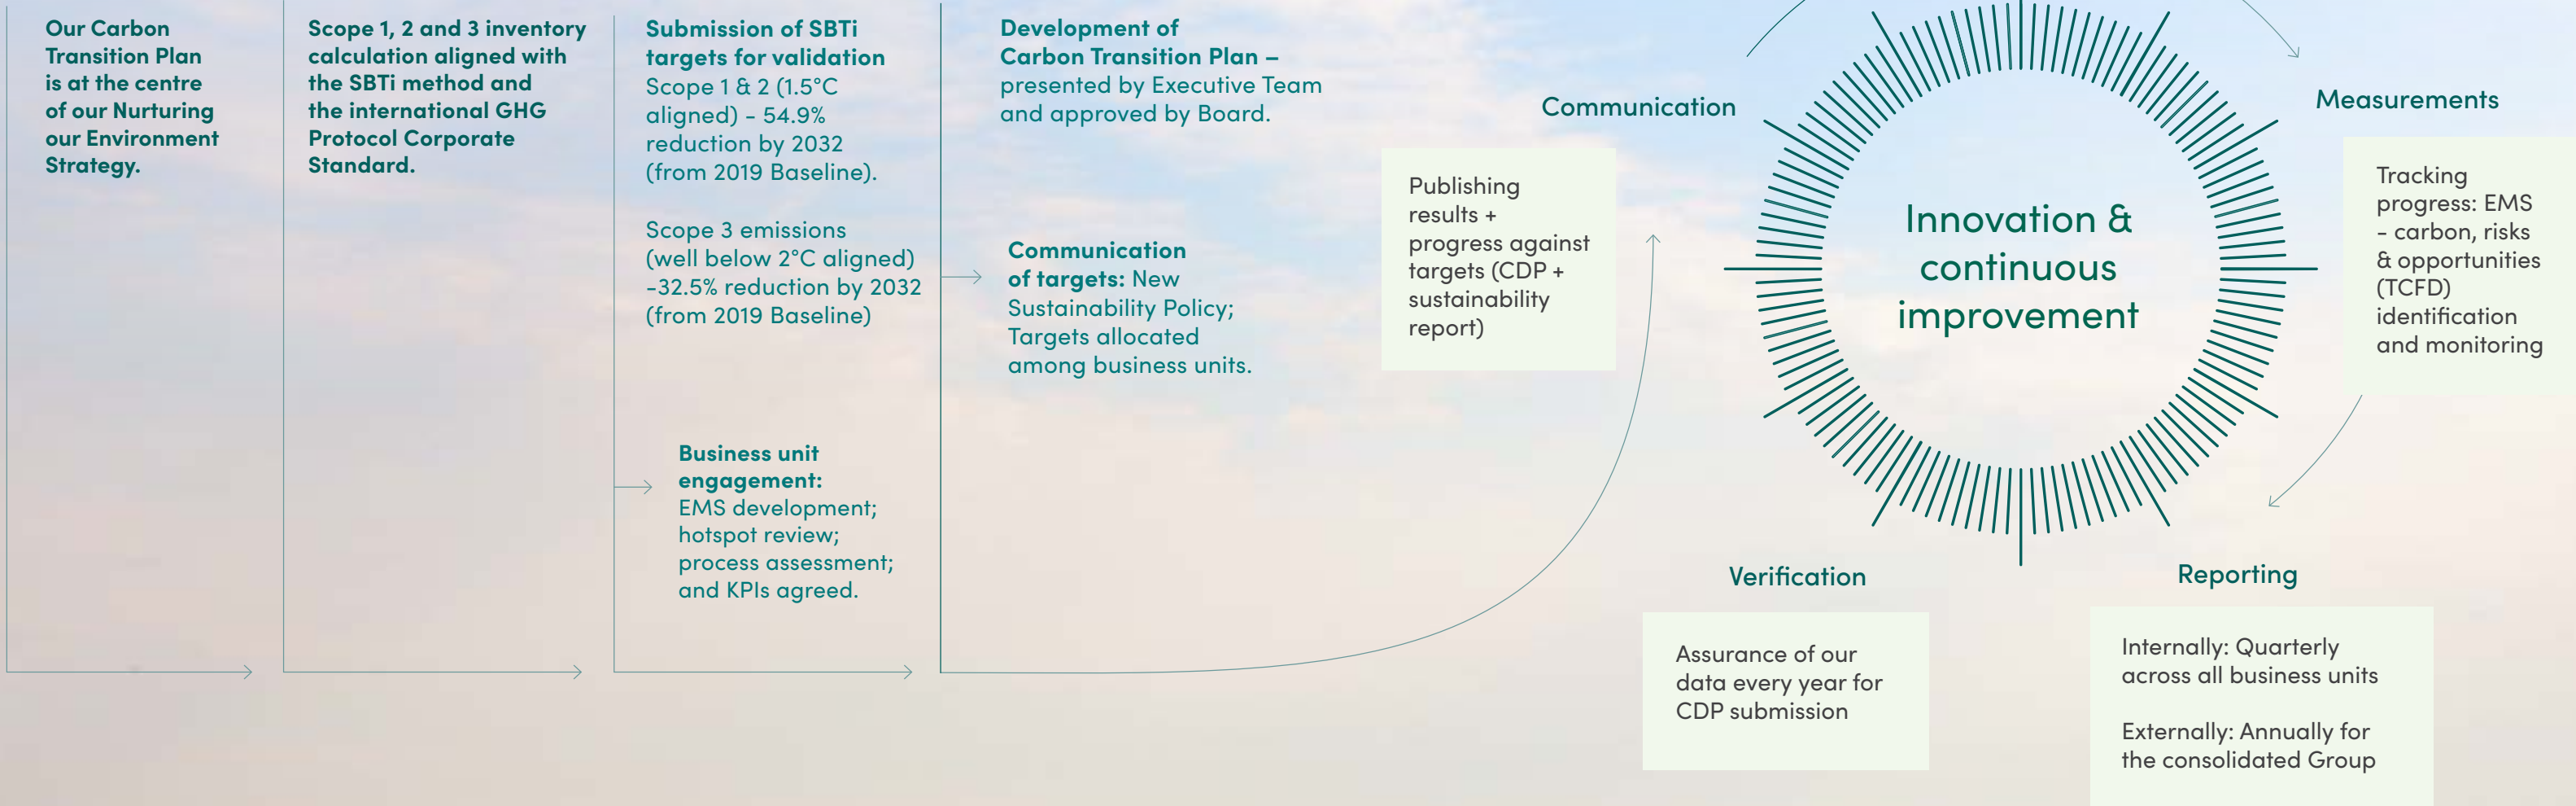 Our Carbon
Transition Plan
is at the centre
of our Nurturing
our Environment
Strategy.
Scope 1, 2 and 3 inventory
calculation aligned with
the SBTi method and
the international GHG
Protocol Corporate
Standard.
Submission of SBTi
targets for validation
Scope 1 & 2 (1.5°C
aligned) - 54.9%
reduction by 2032
(from 2019 Baseline).
Scope 3 emissions
(well below 2°C aligned)
-32.5% reduction by 2032
(from 2019 Baseline)
Business unit
engagement:
EMS development;
hotspot review;
process assessment;
and KPIs agreed.
Development of
Carbon Transition Plan –
presented by Executive Team
and approved by Board.
Communication
of targets: New
Sustainability Policy;
Targets allocated
among business units.
Communication
Publishing
results +
progress against
targets (CDP +
sustainability
report)
Innovation &
continuous
improvement
Measurements
Tracking
progress: EMS
- carbon, risks
& opportunities
(TCFD)
identification
and monitoring
Verification
Assurance of our
data every year for
CDP submission
Reporting
Internally: Quarterly
across all business units
Externally: Annually for
the consolidated Group